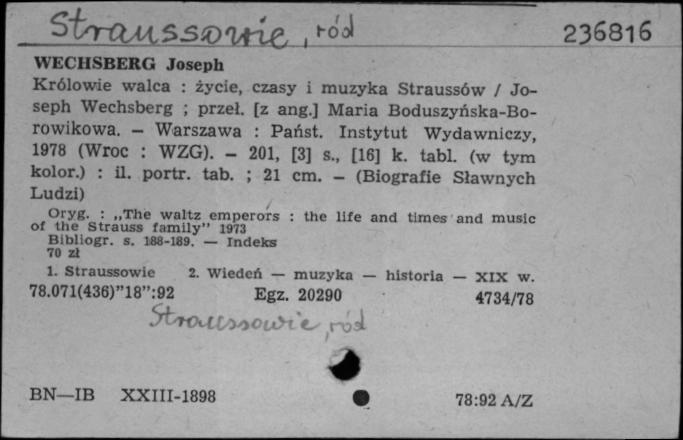 Straussowie, ród 236816
WECHSBERG Joseph
Królowie walca : życie, czasy i muzyka Straussów / Jo-
seph Wechsberg ; przeł. [z ang.] Maria Boduszyńska-Bo-
rowikowa. — Warszawa : Państ. Instytut Wydawniczy,
1978 (Wroc : WZG). — 201, [3] s., [16] k. tabl. (w tym
kolor.) : il. portr. tab. ; 21 cm. — (Biografie Sławnych
Ludzi)
Oryg. : „The waltz emperors : the life and times and music
of the Strauss family” 1973
Bibliogr. s. 188-189. — Indeks
70 zł
1. Straussowie 2. Wiedeń — muzyka — historia — XIX w.
78.071(436)”18”:92 Egz. 20290 4734/78
Straussowie, ród
BN—IB XXIII-1898 78:92 A/Z